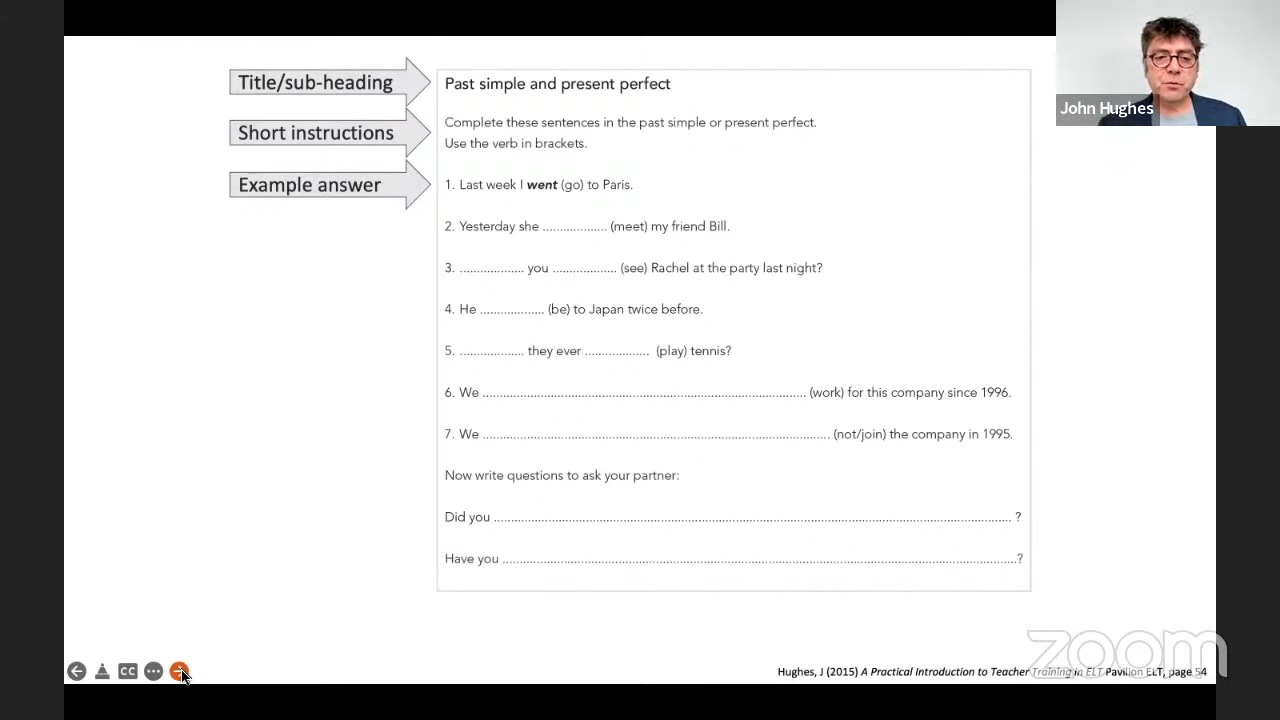 Title/sub-heading
Short instructions
Example answer
Past simple and present perfect
Complete these sentences in the past simple or present perfect.
Use the verb in brackets.
1. Last week I went (go) to Paris.
2. Yesterday she ................... (meet) my friend Bill.
3. ................... you ................... (see) Rachel at the party last night?
4. He ................... (be) to Japan twice before.
5. ................... they ever ................... (play) tennis?
6. We ............................................................................................... (work) for this company since 1996.
7. We ...................................................................................................... (not/join) the company in 1995.
Now write questions to ask your partner:
Did you ........................................................................................................................................................ ?
Have you ......................................................................................................................................................?
John Hughes
CC
zoom
Hughes, J (2015) A Practical Introduction to Teacher Training in ELT Pavilion ELT, page 54